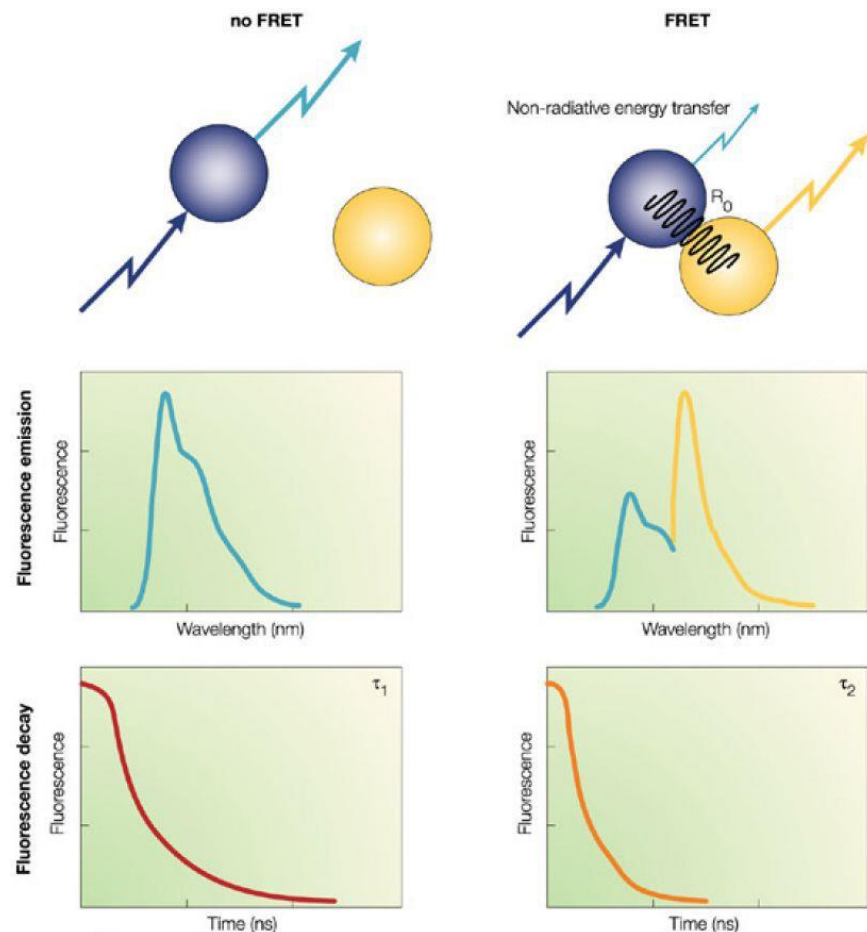 no FRET
FRET
Non-radiative energy transfer
R0
Fluorescence emission
Fluorescence
Wavelength (nm)
Fluorescence
Wavelength (nm)
Fluorescence decay
Fluorescence
τ1
Time (ns)
Fluorescence
τ2
Time (ns)